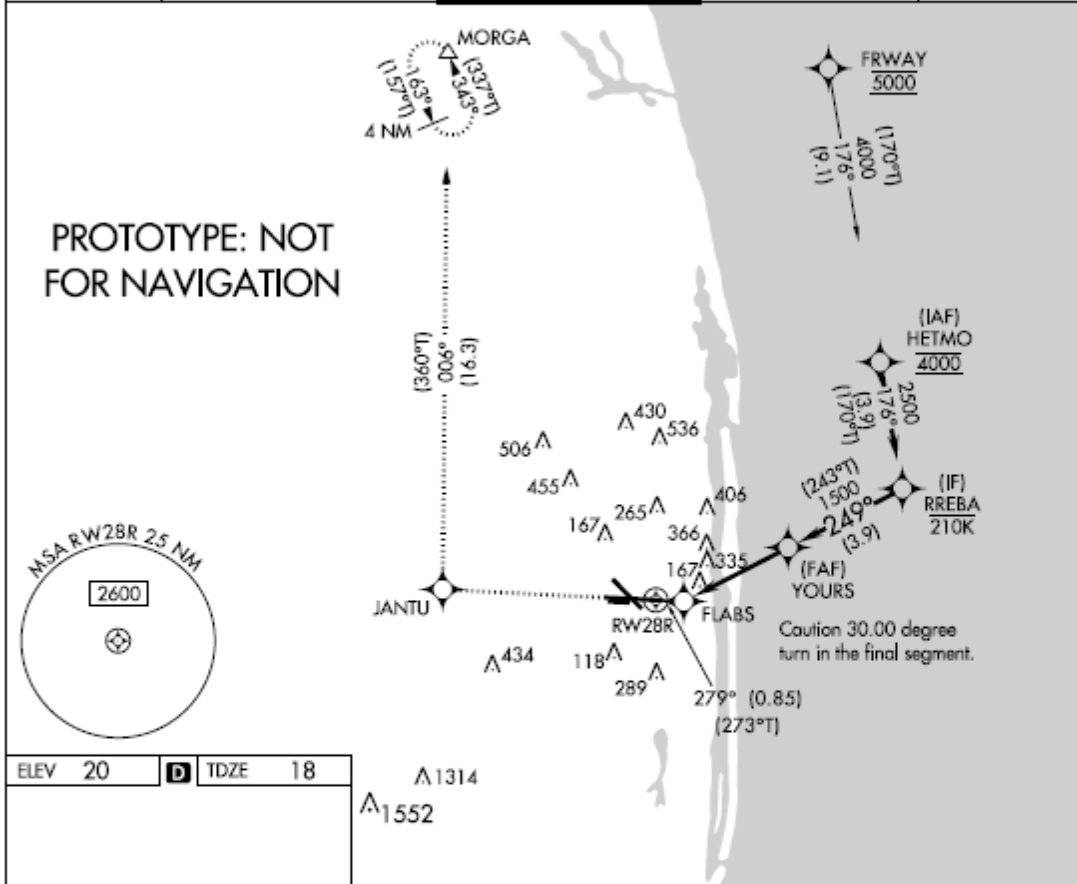 MORGA
(337°T)
343°
163°
(157°T)
4 NM
FRWAY
5000
(170°T)
4000
176°
(9.1)
PROTOTYPE: NOT
FOR NAVIGATION
(360°T)
006°
(16.3)
(IAF)
HETMO
4000
2500
176°
(3.9)
(170°T)
430
536
506
455
265
406
167
366
335
167
(243°T)
1500
249°
(3.9)
(IF)
RREBA
210K
(FAF)
YOURS
MSA RW28R 25 NM
2600
JANTU
RW28R
FLABS
Caution 30.00 degree
turn in the final segment.
434
118
289
279° (0.85)
(273°T)
ELEV 20 D TDZE 18
1314
1552